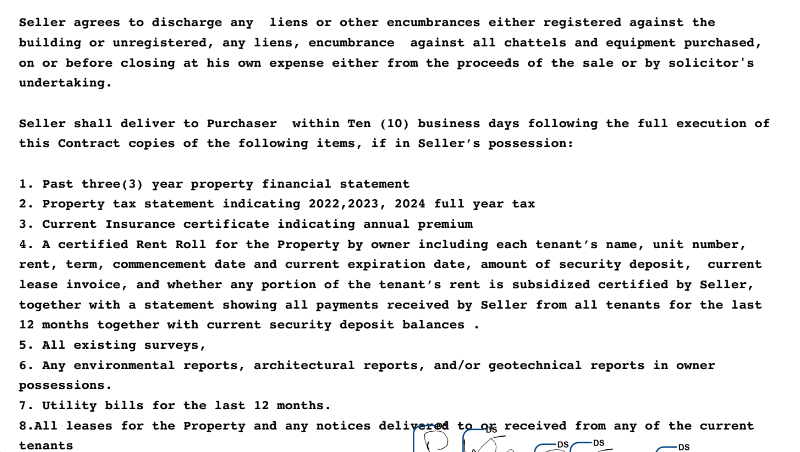 Seller agrees to discharge any  liens or other encumbrances either registered against the
building or unregistered, any liens, encumbrance  against all chattels and equipment purchased,
on or before closing at his own expense either from the proceeds of the sale or by solicitor's
undertaking.
Seller shall deliver to Purchaser  within Ten (10) business days following the full execution of
this Contract copies of the following items, if in Seller’s possession:
1. Past three(3) year property financial statement
2. Property tax statement indicating 2022,2023, 2024 full year tax
3. Current Insurance certificate indicating annual premium
4. A certified Rent Roll for the Property by owner including each tenant’s name, unit number,
rent, term, commencement date and current expiration date, amount of security deposit,  current
lease invoice, and whether any portion of the tenant’s rent is subsidized certified by Seller,
together with a statement showing all payments received by Seller from all tenants for the last
12 months together with current security deposit balances .
5. All existing surveys,
6. Any environmental reports, architectural reports, and/or geotechnical reports in owner
possessions.
7. Utility bills for the last 12 months.
8.All leases for the Property and any notices delivered to or received from any of the current
tenants
DS
DS
DS
DS